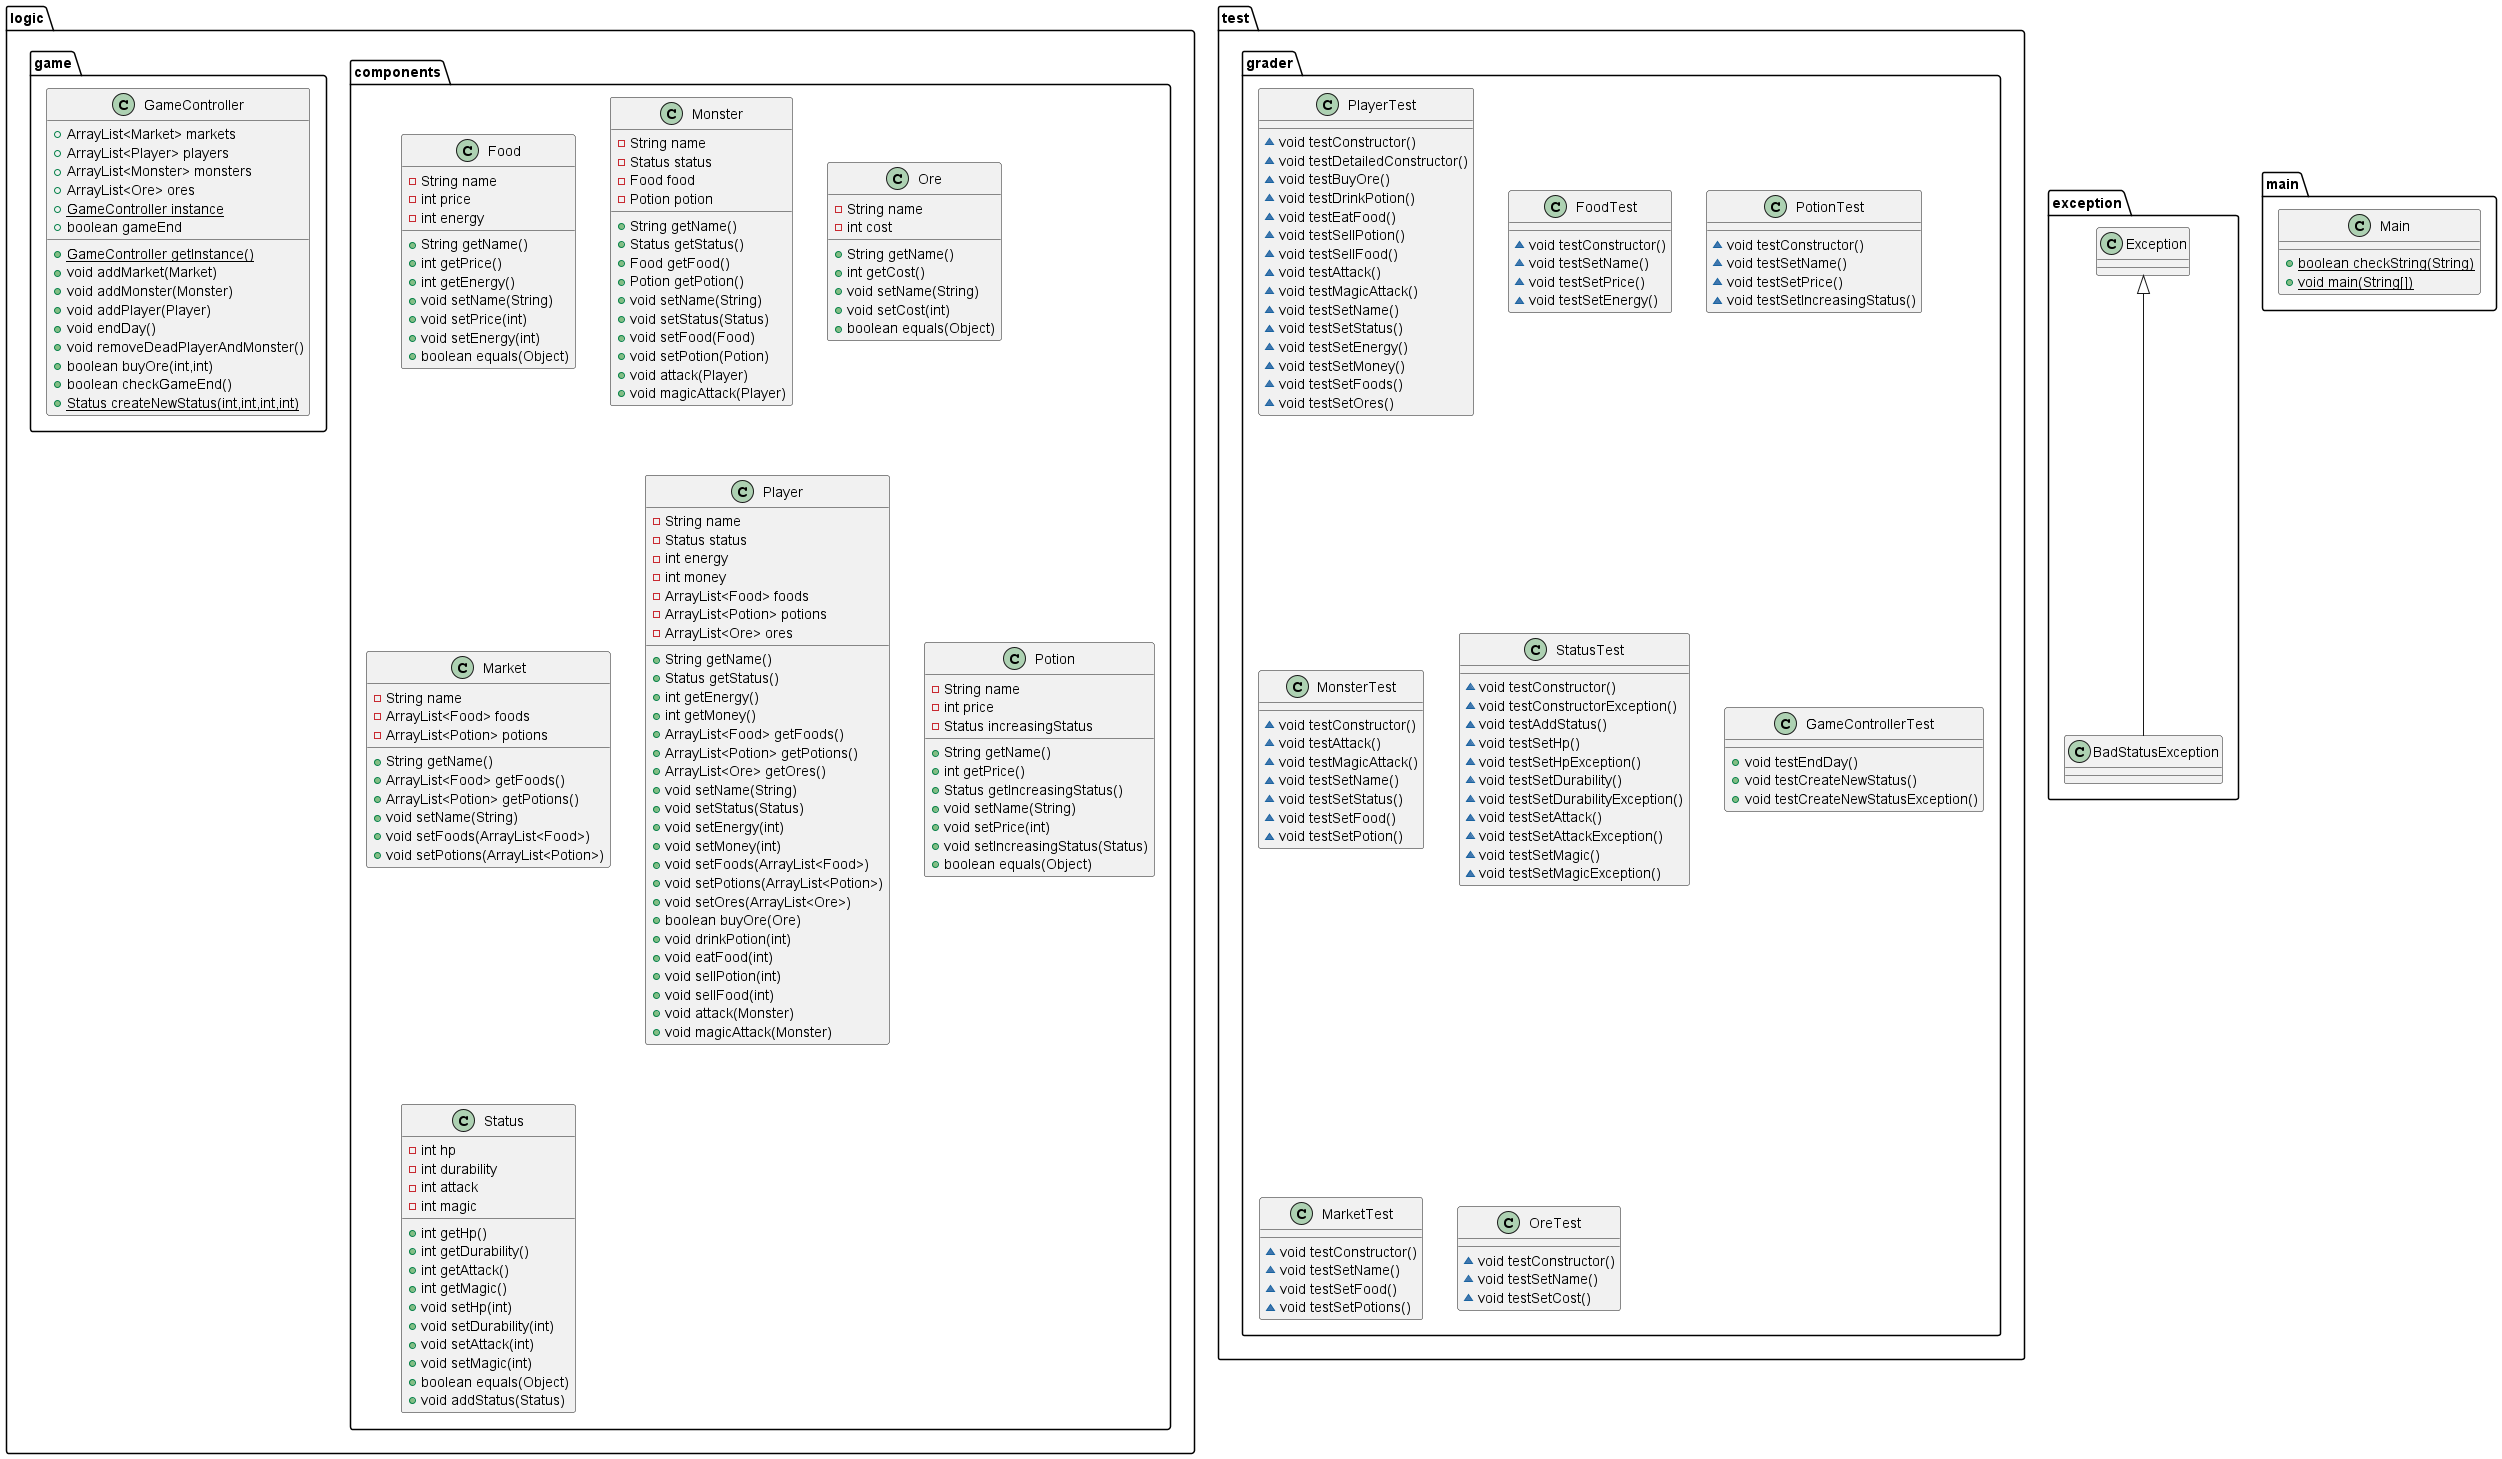 logic
game
C GameController
ArrayList<Market> markets
ArrayList<Player> players
ArrayList<Monster> monsters
ArrayList<Ore> ores
GameController instance
boolean gameEnd
GameController getInstance()
void addMarket(Market)
void addMonster(Monster)
void addPlayer(Player)
void endDay()
void removeDeadPlayerAndMonster()
boolean buyOre(int,int)
boolean checkGameEnd()
Status createNewStatus(int,int,int,int)
components
C Food
String name
int price
int energy
String getName()
int getPrice()
int getEnergy()
void setName(String)
void setPrice(int)
void setEnergy(int)
boolean equals(Object)
C Monster
String name
Status status
Food food
Potion potion
String getName()
Status getStatus()
Food getFood()
Potion getPotion()
void setName(String)
void setStatus(Status)
void setFood(Food)
void setPotion(Potion)
void attack(Player)
void magicAttack(Player)
C Ore
String name
int cost
String getName()
int getCost()
void setName(String)
void setCost(int)
boolean equals(Object)
C Market
String name
ArrayList<Food> foods
ArrayList<Potion> potions
String getName()
ArrayList<Food> getFoods()
ArrayList<Potion> getPotions()
void setName(String)
void setFoods(ArrayList<Food>)
void setPotions(ArrayList<Potion>)
C Player
String name
Status status
int energy
int money
ArrayList<Food> foods
ArrayList<Potion> potions
ArrayList<Ore> ores
String getName()
Status getStatus()
int getEnergy()
int getMoney()
ArrayList<Food> getFoods()
ArrayList<Potion> getPotions()
ArrayList<Ore> getOres()
void setName(String)
void setStatus(Status)
void setEnergy(int)
void setMoney(int)
void setFoods(ArrayList<Food>)
void setPotions(ArrayList<Potion>)
void setOres(ArrayList<Ore>)
boolean buyOre(Ore)
void drinkPotion(int)
void eatFood(int)
void sellPotion(int)
void sellFood(int)
void attack(Monster)
void magicAttack(Monster)
C Potion
String name
int price
Status increasingStatus
String getName()
int getPrice()
Status getIncreasingStatus()
void setName(String)
void setPrice(int)
void setIncreasingStatus(Status)
boolean equals(Object)
C Status
int hp
int durability
int attack
int magic
int getHp()
int getDurability()
int getAttack()
int getMagic()
void setHp(int)
void setDurability(int)
void setAttack(int)
void setMagic(int)
boolean equals(Object)
void addStatus(Status)
test
grader
C PlayerTest
void testConstructor()
void testDetailedConstructor()
void testBuyOre()
void testDrinkPotion()
void testEatFood()
void testSellPotion()
void testSellFood()
void testAttack()
void testMagicAttack()
void testSetName()
void testSetStatus()
void testSetEnergy()
void testSetMoney()
void testSetFoods()
void testSetOres()
C FoodTest
void testConstructor()
void testSetName()
void testSetPrice()
void testSetEnergy()
C PotionTest
void testConstructor()
void testSetName()
void testSetPrice()
void testSetIncreasingStatus()
C MonsterTest
void testConstructor()
void testAttack()
void testMagicAttack()
void testSetName()
void testSetStatus()
void testSetFood()
void testSetPotion()
C StatusTest
void testConstructor()
void testConstructorException()
void testAddStatus()
void testSetHp()
void testSetHpException()
void testSetDurability()
void testSetDurabilityException()
void testSetAttack()
void testSetAttackException()
void testSetMagic()
void testSetMagicException()
C GameControllerTest
void testEndDay()
void testCreateNewStatus()
void testCreateNewStatusException()
C MarketTest
void testConstructor()
void testSetName()
void testSetFood()
void testSetPotions()
C OreTest
void testConstructor()
void testSetName()
void testSetCost()
exception
C Exception
C BadStatusException
main
C Main
boolean checkString(String)
void main(String[])